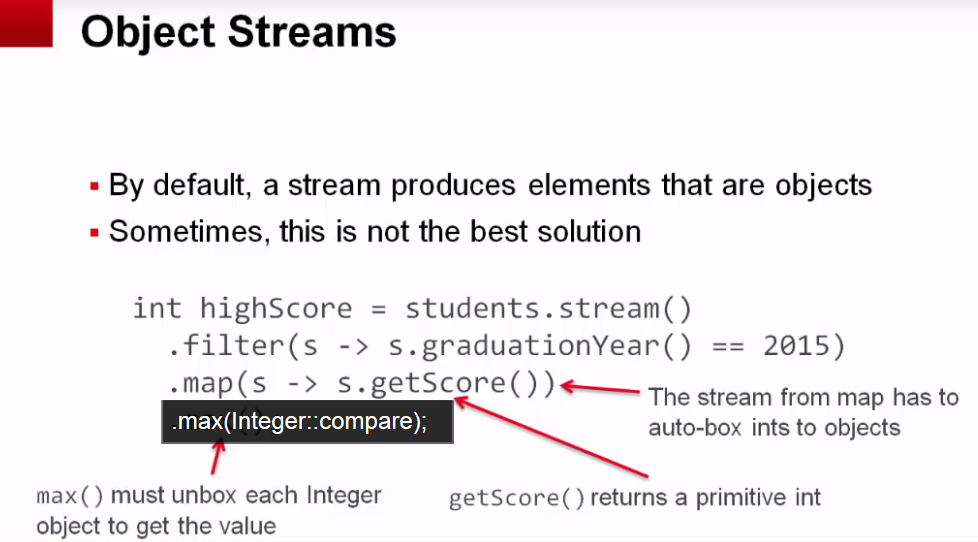 Object Streams
By default, a stream produces elements that are objects
Sometimes, this is not the best solution
int highScore = students.stream()
.filter(s -> s.graduationYear() == 2015)
.map(s -> s.getScore())
.max(Integer::compare);
The stream from map has to
auto-box ints to objects
max() must unbox each Integer
object to get the value
getScore() returns a primitive int